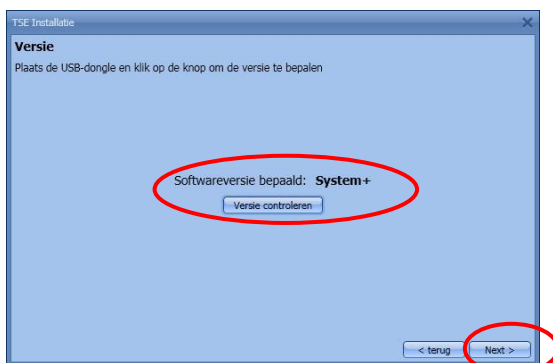 TSE Installatie
Versie
Plaats de USB-dongle en klik op de knop om de versie te bepalen
Softwareversie bepaald: System+
Versie controleren
< terug Next >